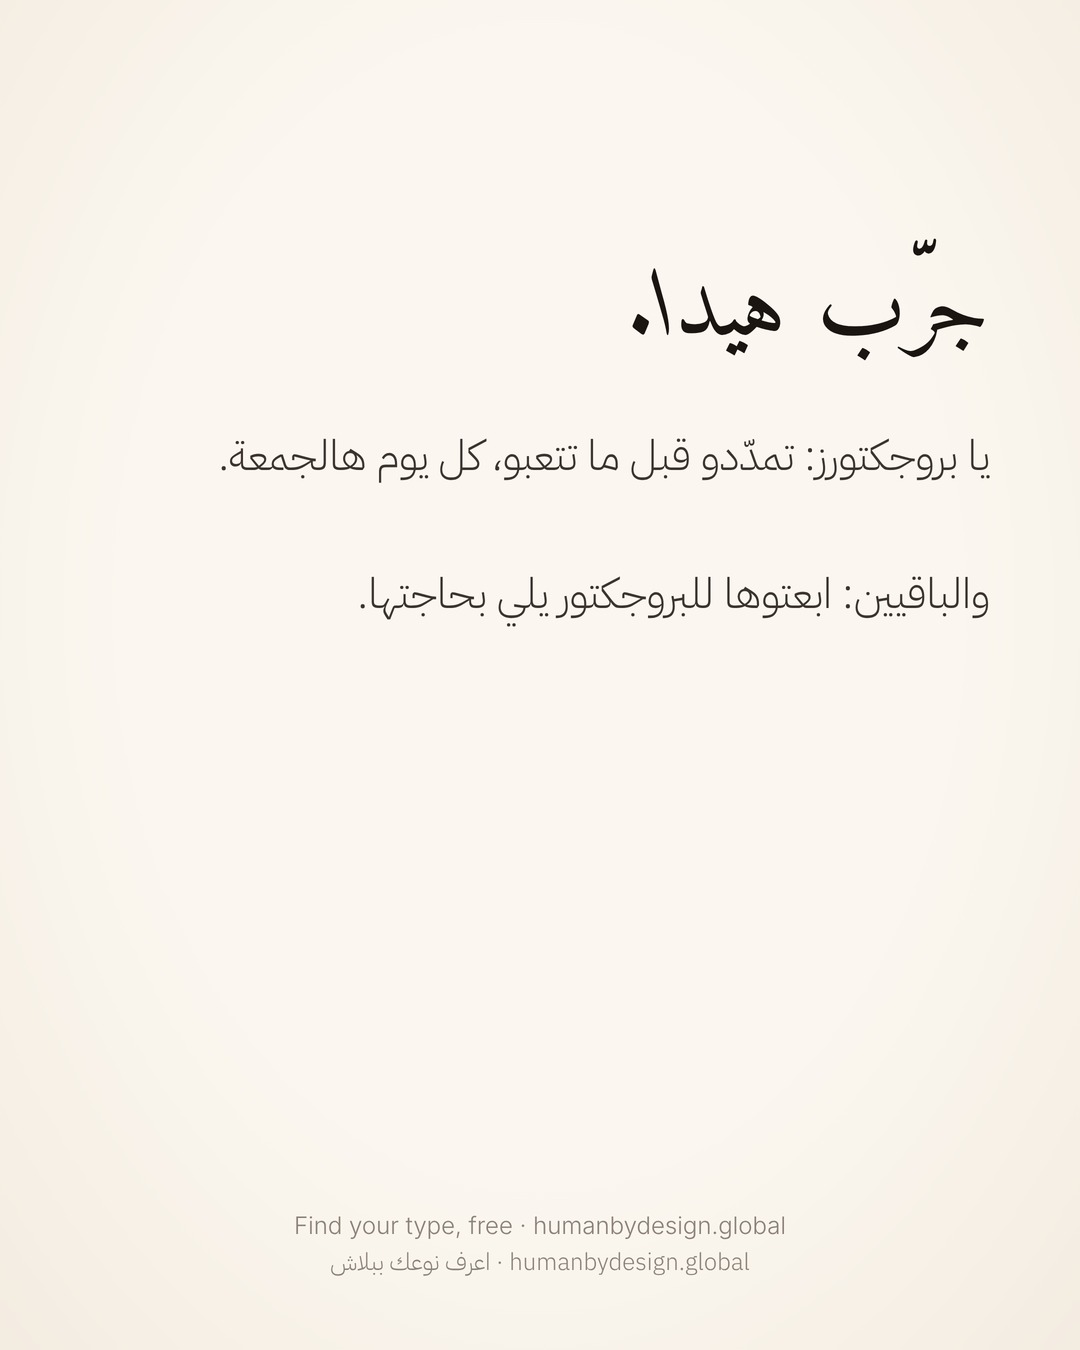 جرّب هيدا.
يا بروجكتورز: تمدّدو قبل ما تتعبو، كل يوم هالجمعة.
والباقيين: ابعتوها للبروجكتور يلي بحاجتها.
Find your type, free · humanbydesign.global
اعرف نوعك ببلاش · humanbydesign.global